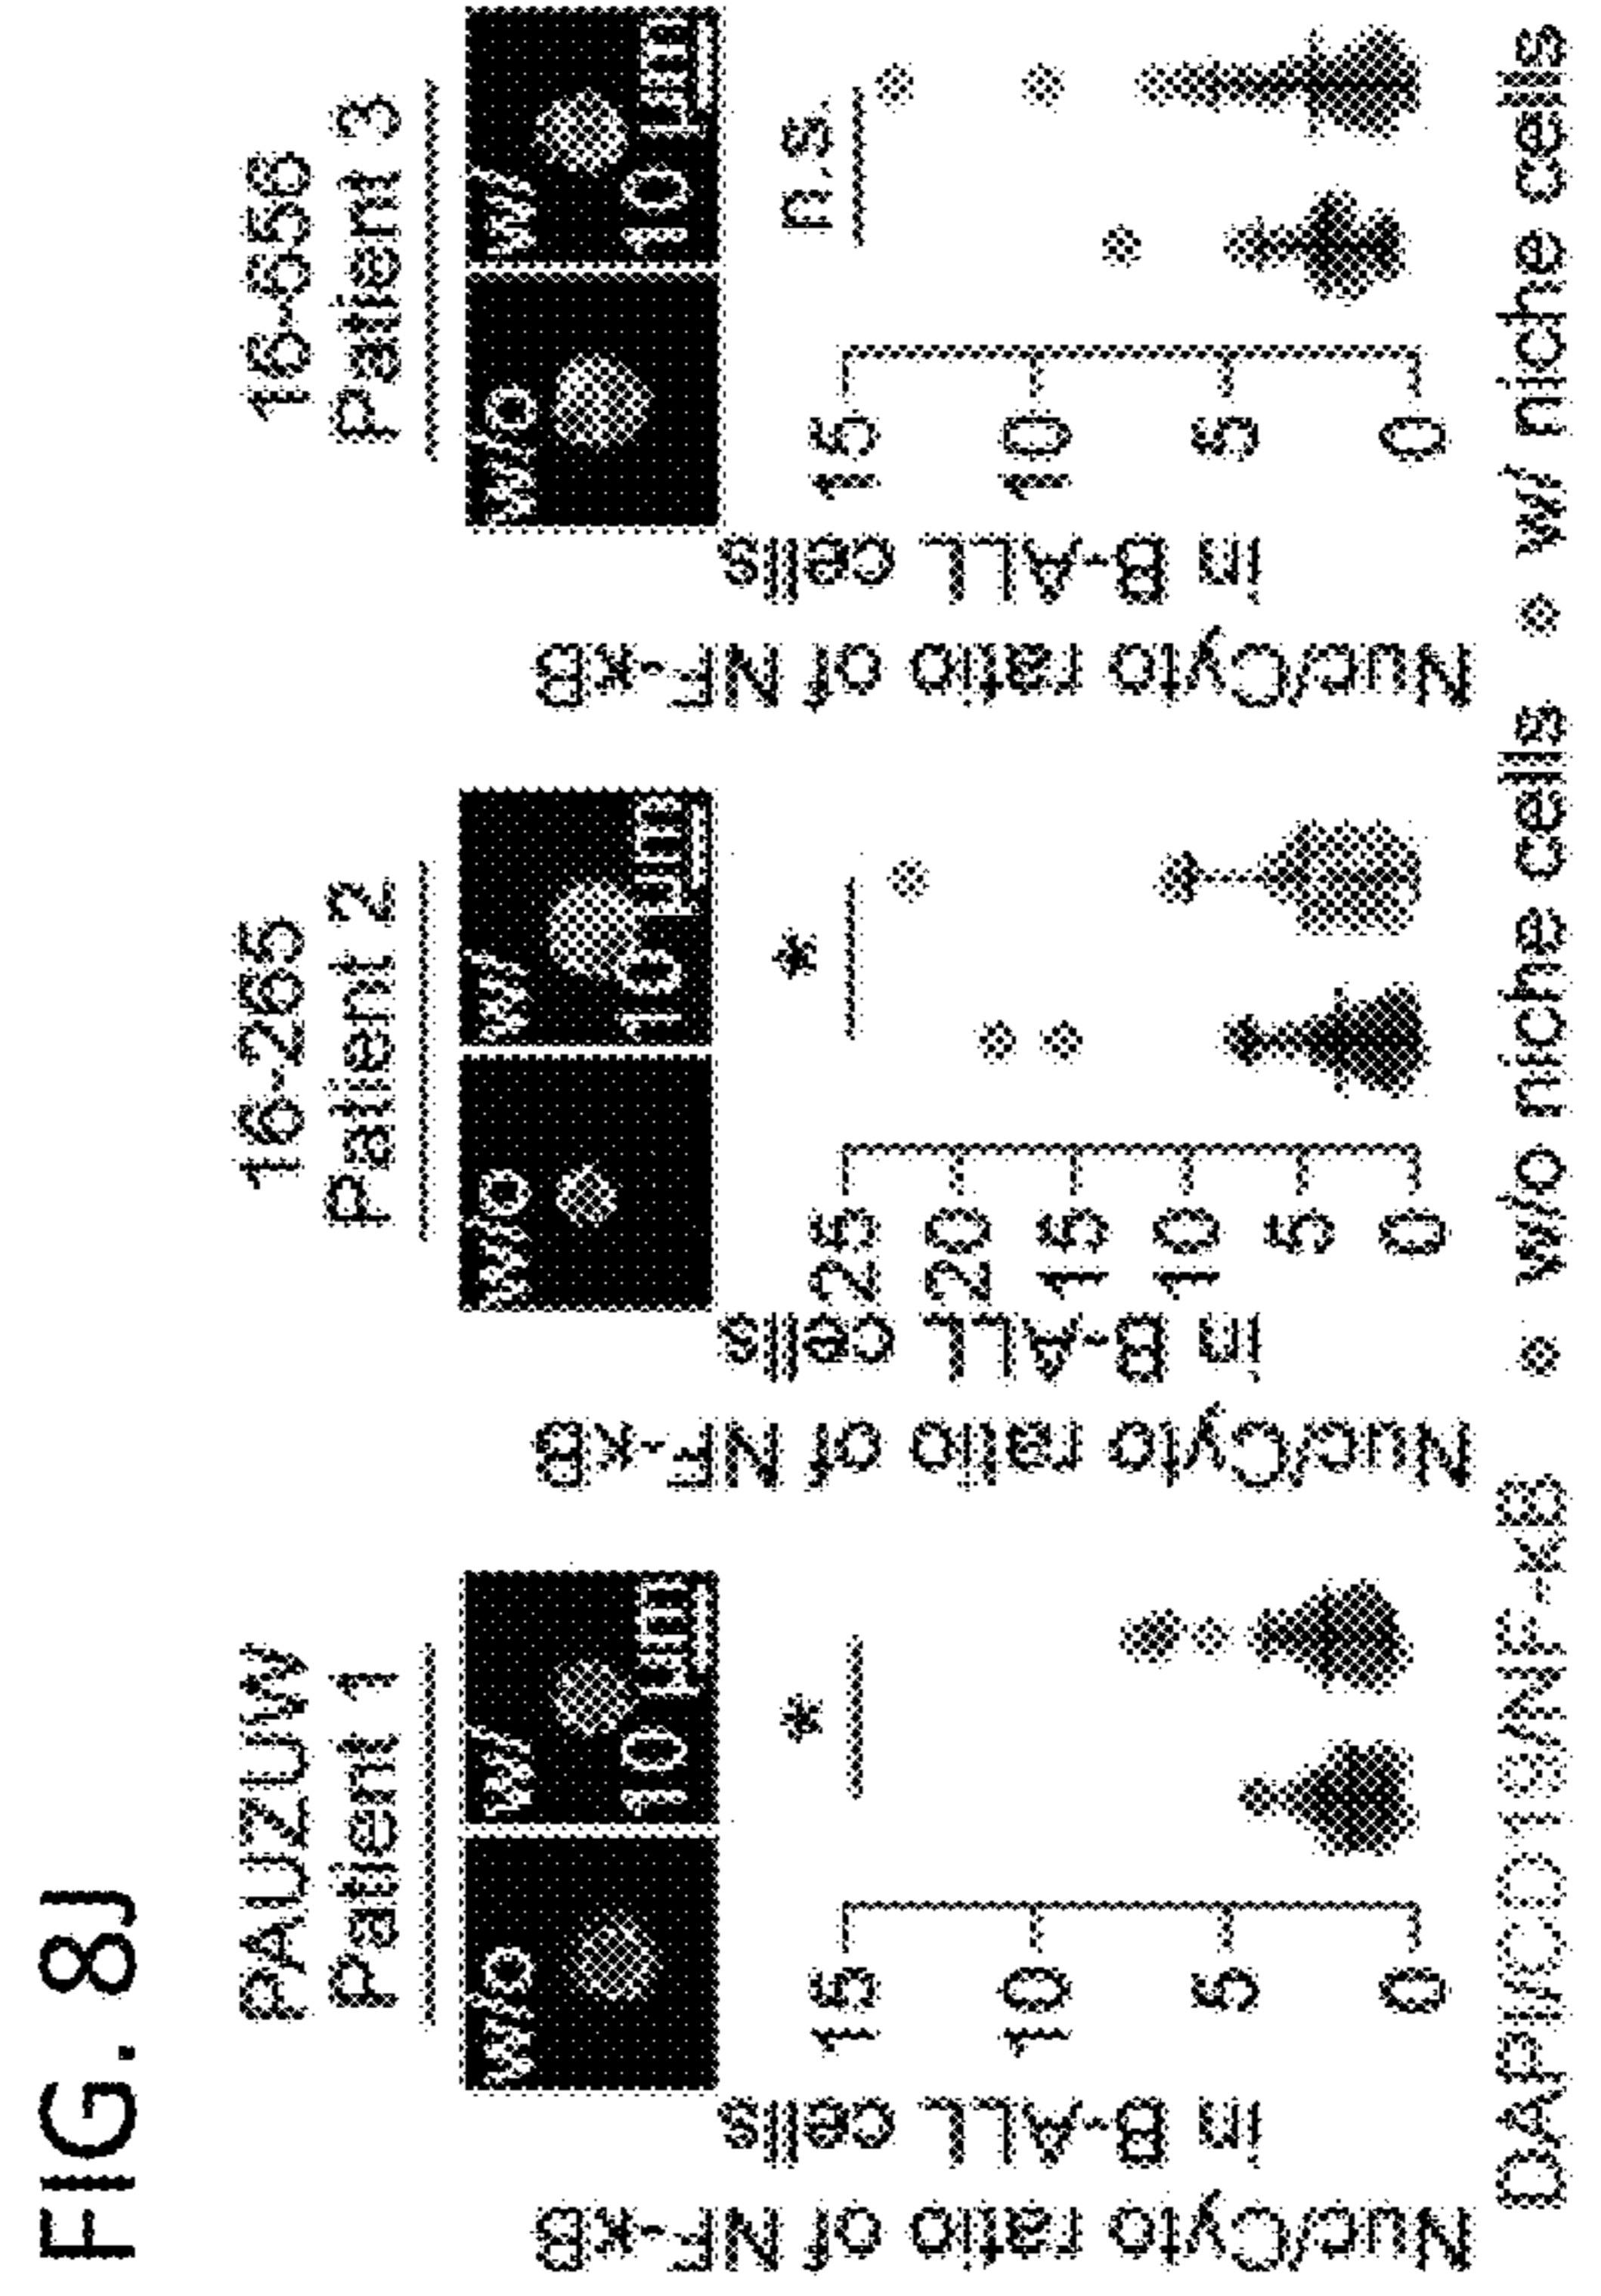 FIG. 8J
PAUZUW
Patient 1
w/o
w/
10 µm
*
Nuc/Cyto ratio of NF-κB
in B-ALL cells
15
10
5
0
16-265
Patient 2
w/o
w/
10 µm
*
Nuc/Cyto ratio of NF-κB
in B-ALL cells
25
20
15
10
5
0
16-656
Patient 3
w/o
w/
10 µm
n.s.
Nuc/Cyto ratio of NF-κB
in B-ALL cells
15
10
5
0
DAPI/CD19/NF-κB w/o niche cells w/ niche cells